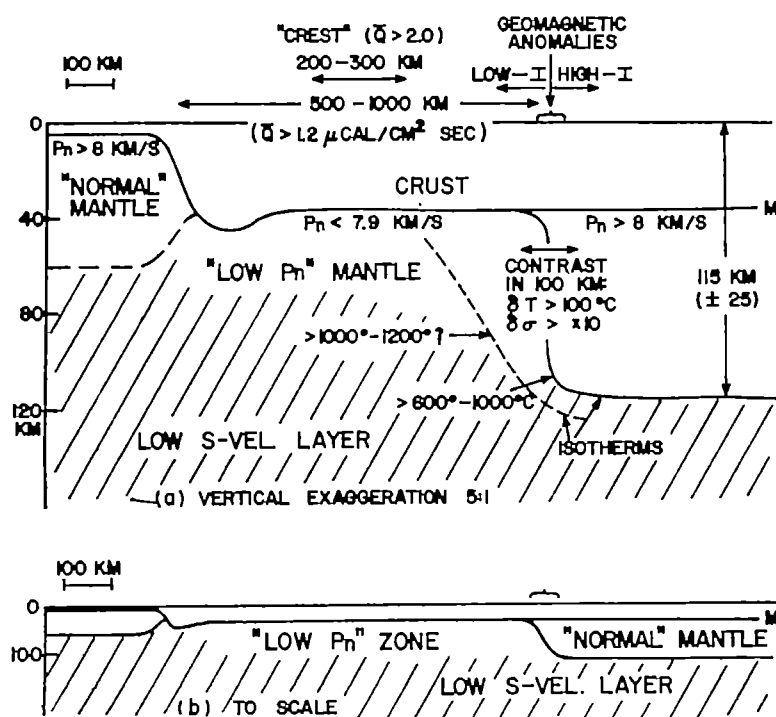 "CREST" (Q̄ > 2.0)
200–300 KM
GEOMAGNETIC
ANOMALIES
LOW–I HIGH–I
100 KM
500–1000 KM
(Q̄ > 1.2 μCAL/CM² SEC)
0
Pn > 8 KM/S
"NORMAL"
MANTLE
CRUST
M
40
Pn < 7.9 KM/S
Pn > 8 KM/S
"LOW Pn" MANTLE
CONTRAST
IN 100 KM:
δ T > 100 °C
δ σ > ×10
115 KM
(± 25)
80
>1000°–1200°?
>600°–1000°C
120
KM
ISOTHERMS
LOW S-VEL. LAYER
(a) VERTICAL EXAGGERATION 5:1
100 KM
0
M
"LOW Pn" ZONE
"NORMAL" MANTLE
100
LOW S-VEL. LAYER
(b) TO SCALE